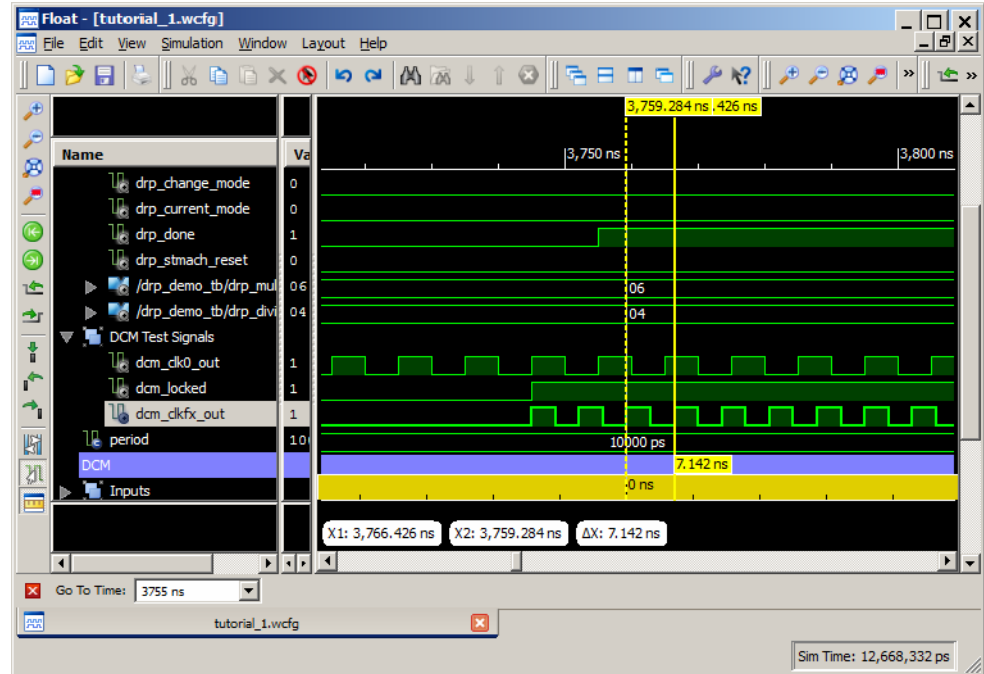 Float - [tutorial_1.wcfg]
File Edit View Simulation Window Layout Help
» »
3,759.284 ns .426 ns
Name Va 3,750 ns 3,800 ns
drp_change_mode 0
drp_current_mode 0
drp_done 1
drp_stmach_reset 0
/drp_demo_tb/drp_mul 06 06
/drp_demo_tb/drp_divi 04 04
DCM Test Signals
dcm_clk0_out 1
dcm_locked 1
dcm_clkfx_out 1
period 100 10000 ps
DCM 7.142 ns
Inputs 0 ns
X1: 3,766.426 ns X2: 3,759.284 ns ΔX: 7.142 ns
Go To Time: 3755 ns
tutorial_1.wcfg
Sim Time: 12,668,332 ps